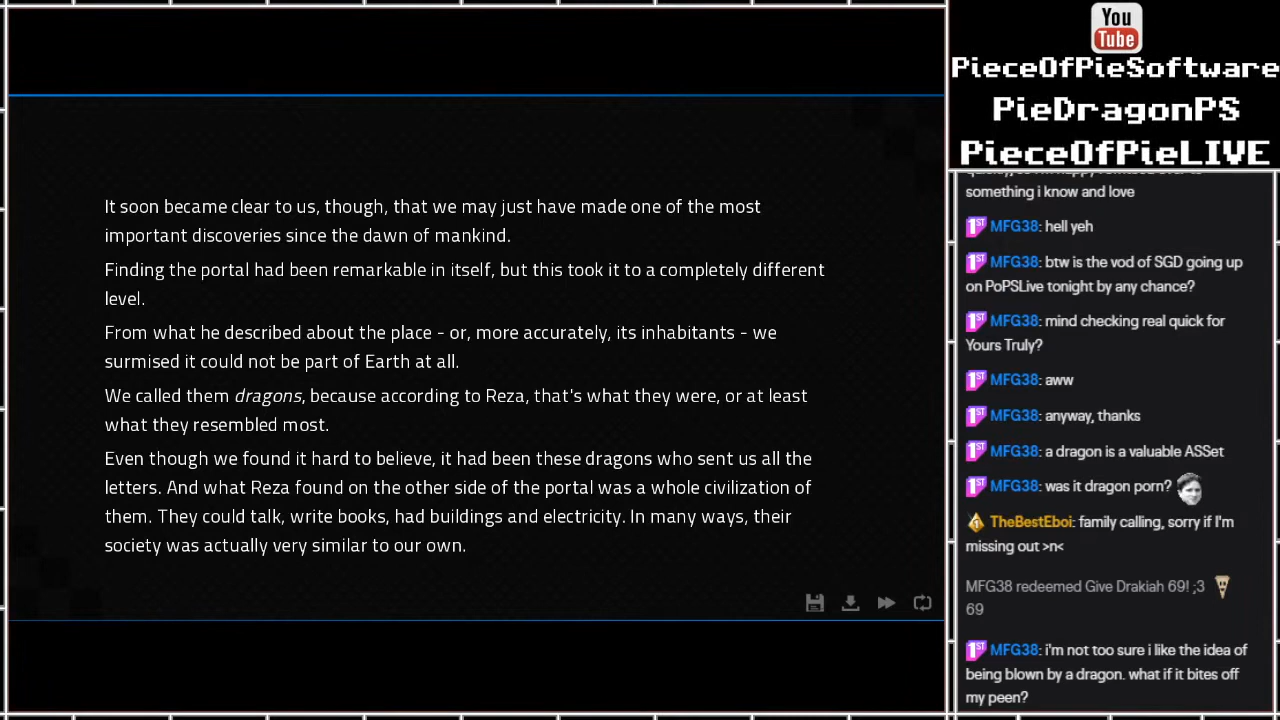 It soon became clear to us, though, that we may just have made one of the most
important discoveries since the dawn of mankind.
Finding the portal had been remarkable in itself, but this took it to a completely different
level.
From what he described about the place - or, more accurately, its inhabitants - we
surmised it could not be part of Earth at all.
We called them dragons, because according to Reza, that's what they were, or at least
what they resembled most.
Even though we found it hard to believe, it had been these dragons who sent us all the
letters. And what Reza found on the other side of the portal was a whole civilization of
them. They could talk, write books, had buildings and electricity. In many ways, their
society was actually very similar to our own.
You
Tube
PieceOfPieSoftware
PieDragonPS
PieceOfPieLIVE
something i know and love
1ST MFG38: hell yeh
1ST MFG38: btw is the vod of SGD going up
on PoPSLive tonight by any chance?
1ST MFG38: mind checking real quick for
Yours Truly?
1ST MFG38: aww
1ST MFG38: anyway, thanks
1ST MFG38: a dragon is a valuable ASSet
1ST MFG38: was it dragon porn?
TheBestEboi: family calling, sorry if I'm
missing out >n<
MFG38 redeemed Give Drakiah 69! ;3
69
1ST MFG38: i'm not too sure i like the idea of
being blown by a dragon. what if it bites off
my peen?